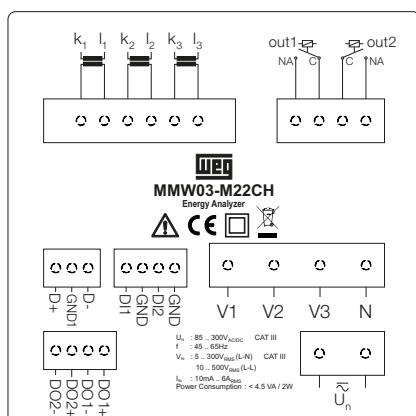 k1 l1 k2 l2 k3 l3
out1 out2
NA C C NA
WEG
MMW03-M22CH
Energy Analyzer
CE
D+ GND1 D-
DI1 GND DI2 GND
V1 V2 V3 N
DO2- DO2+ DO1- DO1+
Un : 85 .. 300VAC/DC CAT III
f : 45 .. 65Hz
Vin : 5 .. 300VRMS (L-N) CAT III
10 .. 500VRMS (L-L)
Iin : 10mA .. 6ARMS
Power Consumption : < 4.5 VA / 2W
Un